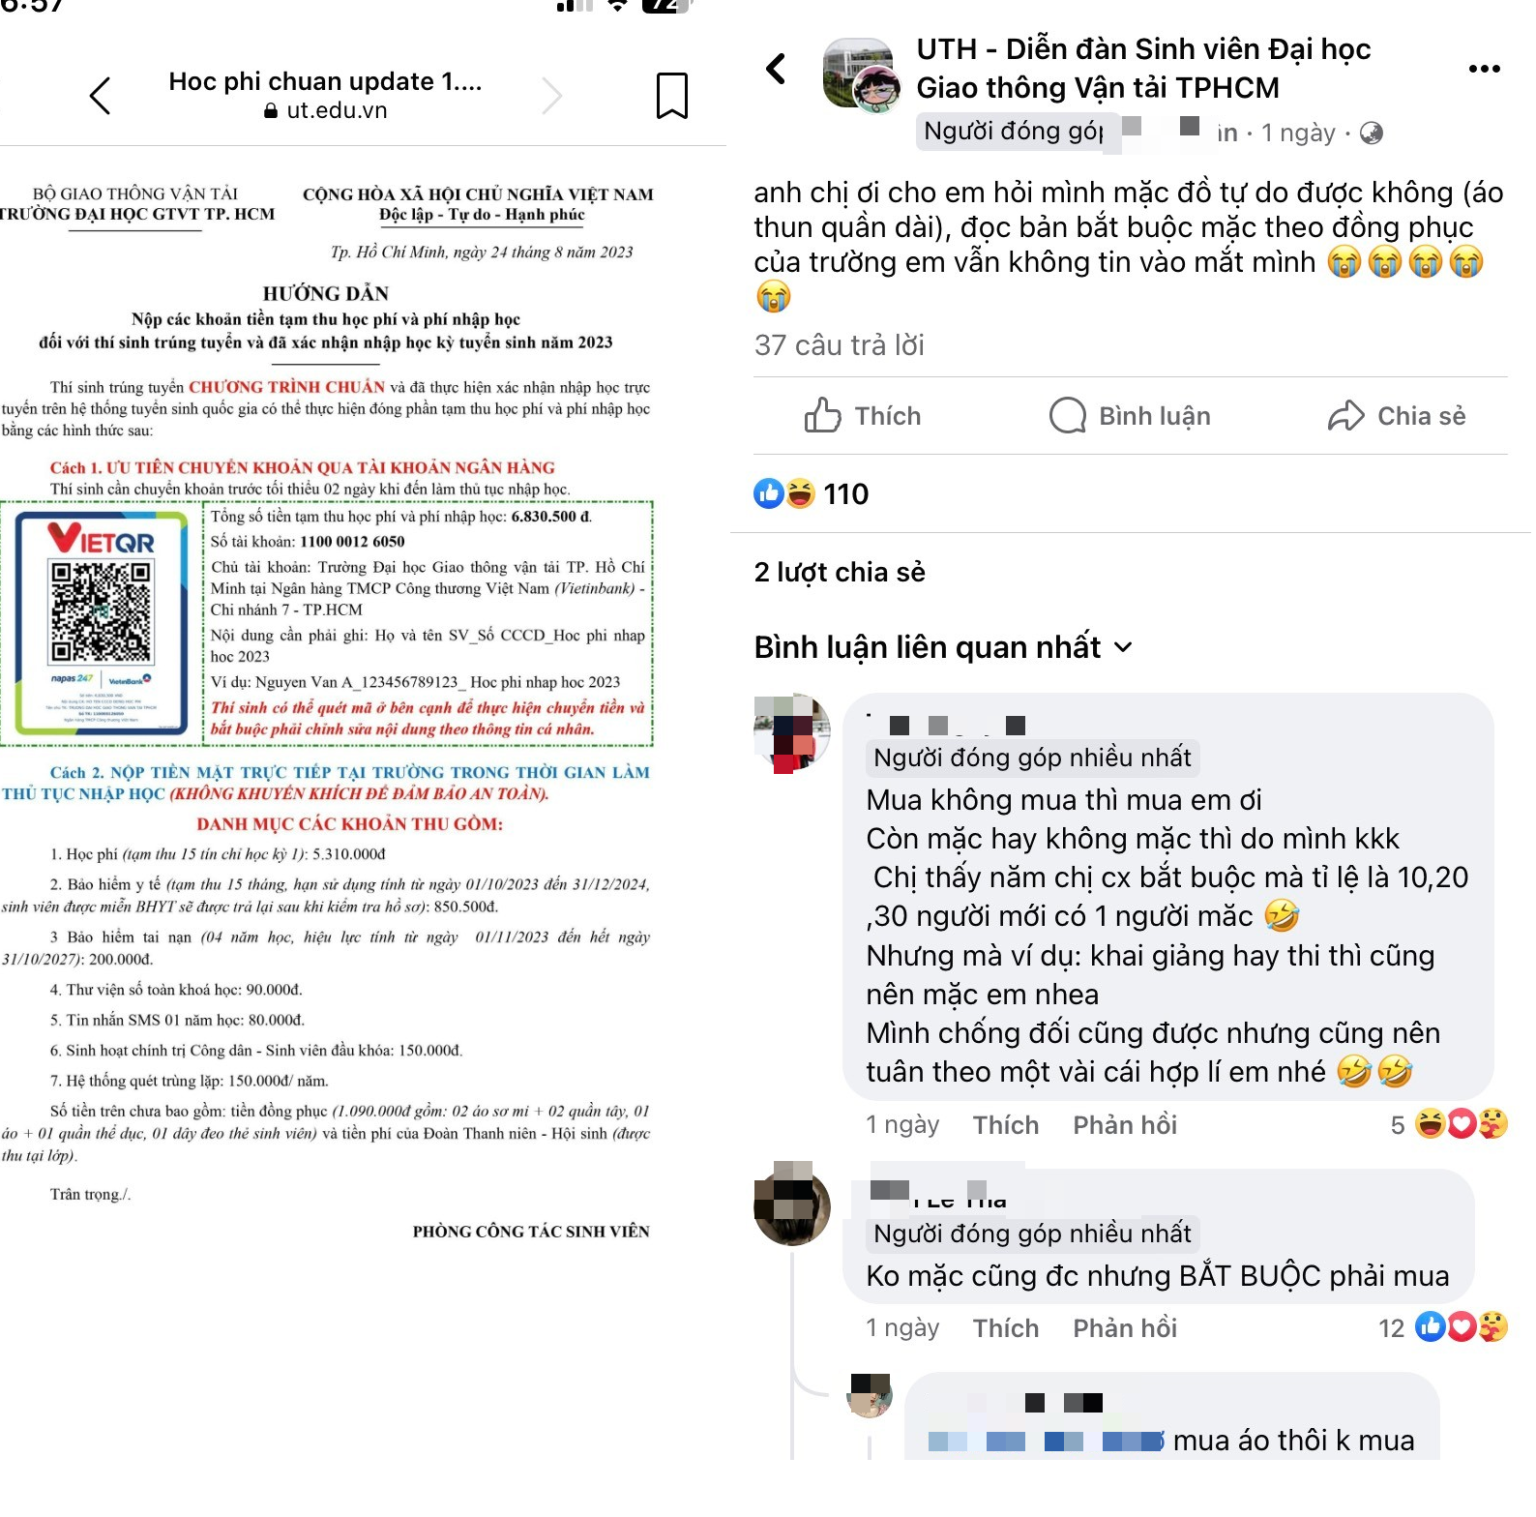 6:57
72
Hoc phi chuan update 1....
ut.edu.vn
BỘ GIAO THÔNG VẬN TẢI
TRƯỜNG ĐẠI HỌC GTVT TP. HCM
CỘNG HÒA XÃ HỘI CHỦ NGHĨA VIỆT NAM
Độc lập - Tự do - Hạnh phúc
Tp. Hồ Chí Minh, ngày 24 tháng 8 năm 2023
HƯỚNG DẪN
Nộp các khoản tiền tạm thu học phí và phí nhập học
đối với thí sinh trúng tuyển và đã xác nhận nhập học kỳ tuyển sinh năm 2023
Thí sinh trúng tuyển CHƯƠNG TRÌNH CHUẨN và đã thực hiện xác nhận nhập học trực
tuyến trên hệ thống tuyển sinh quốc gia có thể thực hiện đóng phần tạm thu học phí và phí nhập học
bằng các hình thức sau:
Cách 1. ƯU TIÊN CHUYỂN KHOẢN QUA TÀI KHOẢN NGÂN HÀNG
Thí sinh cần chuyển khoản trước tối thiểu 02 ngày khi đến làm thủ tục nhập học.
VIETQR
napas 247 VietinBank
Tổng số tiền tạm thu học phí và phí nhập học: 6.830.500 đ.
Số tài khoản: 1100 0012 6050
Chủ tài khoản: Trường Đại học Giao thông vận tải TP. Hồ Chí
Minh tại Ngân hàng TMCP Công thương Việt Nam (Vietinbank) -
Chi nhánh 7 - TP.HCM
Nội dung cần phải ghi: Họ và tên SV_Số CCCD_Hoc phi nhap
hoc 2023
Ví dụ: Nguyen Van A_123456789123_ Hoc phi nhap hoc 2023
Thí sinh có thể quét mã ở bên cạnh để thực hiện chuyển tiền và
bắt buộc phải chỉnh sửa nội dung theo thông tin cá nhân.
Cách 2. NỘP TIỀN MẶT TRỰC TIẾP TẠI TRƯỜNG TRONG THỜI GIAN LÀM
THỦ TỤC NHẬP HỌC (KHÔNG KHUYẾN KHÍCH ĐỂ ĐẢM BẢO AN TOÀN).
DANH MỤC CÁC KHOẢN THU GỒM:
1. Học phí (tạm thu 15 tín chỉ học kỳ 1): 5.310.000đ
2. Bảo hiểm y tế (tạm thu 15 tháng, hạn sử dụng tính từ ngày 01/10/2023 đến 31/12/2024,
sinh viên được miễn BHYT sẽ được trả lại sau khi kiểm tra hồ sơ): 850.500đ.
3 Bảo hiểm tai nạn (04 năm học, hiệu lực tính từ ngày 01/11/2023 đến hết ngày
31/10/2027): 200.000đ.
4. Thư viện số toàn khoá học: 90.000đ.
5. Tin nhắn SMS 01 năm học: 80.000đ.
6. Sinh hoạt chính trị Công dân - Sinh viên đầu khóa: 150.000đ.
7. Hệ thống quét trùng lặp: 150.000đ/ năm.
Số tiền trên chưa bao gồm: tiền đồng phục (1.090.000đ gồm: 02 áo sơ mi + 02 quần tây, 01
áo + 01 quần thể dục, 01 dây đeo thẻ sinh viên) và tiền phí của Đoàn Thanh niên - Hội sinh (được
thu tại lớp).
Trân trọng./.
PHÒNG CÔNG TÁC SINH VIÊN
UTH - Diễn đàn Sinh viên Đại học
Giao thông Vận tải TPHCM
Người đóng góp · 1 ngày ·
anh chị ơi cho em hỏi mình mặc đồ tự do được không (áo
thun quần dài), đọc bản bắt buộc mặc theo đồng phục
của trường em vẫn không tin vào mắt mình 😭😭😭😭
😭
37 câu trả lời
Thích Bình luận Chia sẻ
110
2 lượt chia sẻ
Bình luận liên quan nhất
Người đóng góp nhiều nhất
Mua không mua thì mua em ơi
Còn mặc hay không mặc thì do mình kkk
Chị thấy năm chị cx bắt buộc mà tỉ lệ là 10,20
,30 người mới có 1 người măc 🤣
Nhưng mà ví dụ: khai giảng hay thi thì cũng
nên mặc em nhea
Mình chống đối cũng được nhưng cũng nên
tuân theo một vài cái hợp lí em nhé 🤣🤣
1 ngày Thích Phản hồi 5
Người đóng góp nhiều nhất
Ko mặc cũng đc nhưng BẮT BUỘC phải mua
1 ngày Thích Phản hồi 12
mua áo thôi k mua